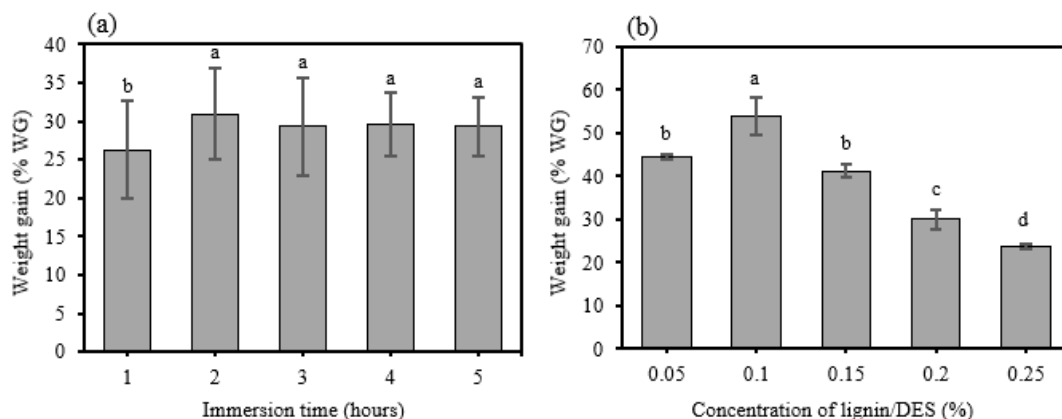 (a)
Weight gain (% WG)
40
35
30
25
20
15
10
5
0
b
a
a
a
a
1 2 3 4 5
Immersion time (hours)
(b)
Weight gain (% WG)
70
60
50
40
30
20
10
0
b
a
b
c
d
0.05 0.1 0.15 0.2 0.25
Concentration of lignin/DES (%)